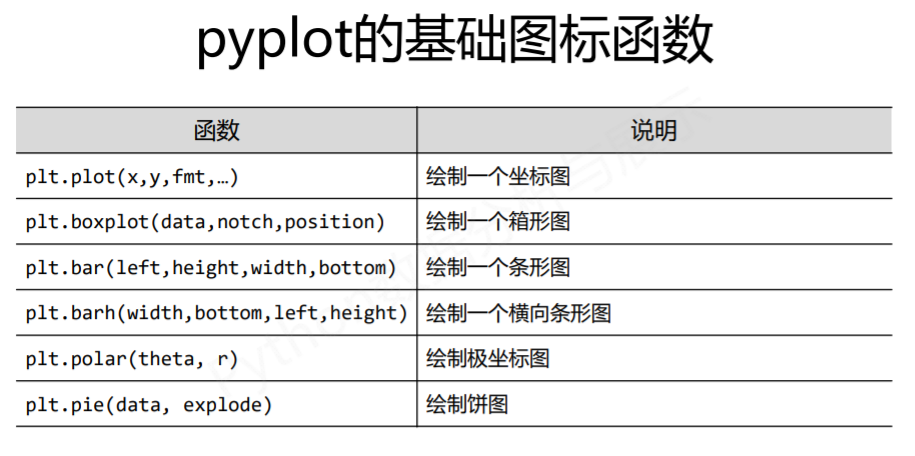 pyplot的基础图标函数
函数 说明
plt.plot(x,y,fmt,…) 绘制一个坐标图
plt.boxplot(data,notch,position) 绘制一个箱形图
plt.bar(left,height,width,bottom) 绘制一个条形图
plt.barh(width,bottom,left,height) 绘制一个横向条形图
plt.polar(theta, r) 绘制极坐标图
plt.pie(data, explode) 绘制饼图